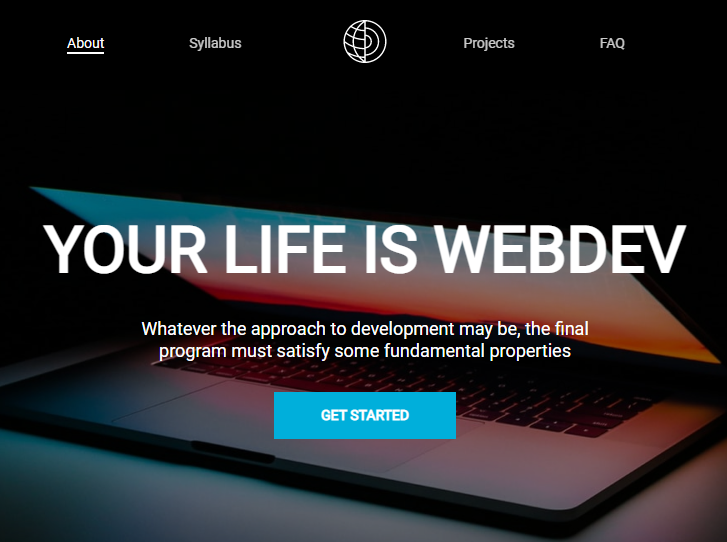 About Syllabus Projects FAQ
YOUR LIFE IS WEBDEV
Whatever the approach to development may be, the final
program must satisfy some fundamental properties
GET STARTED